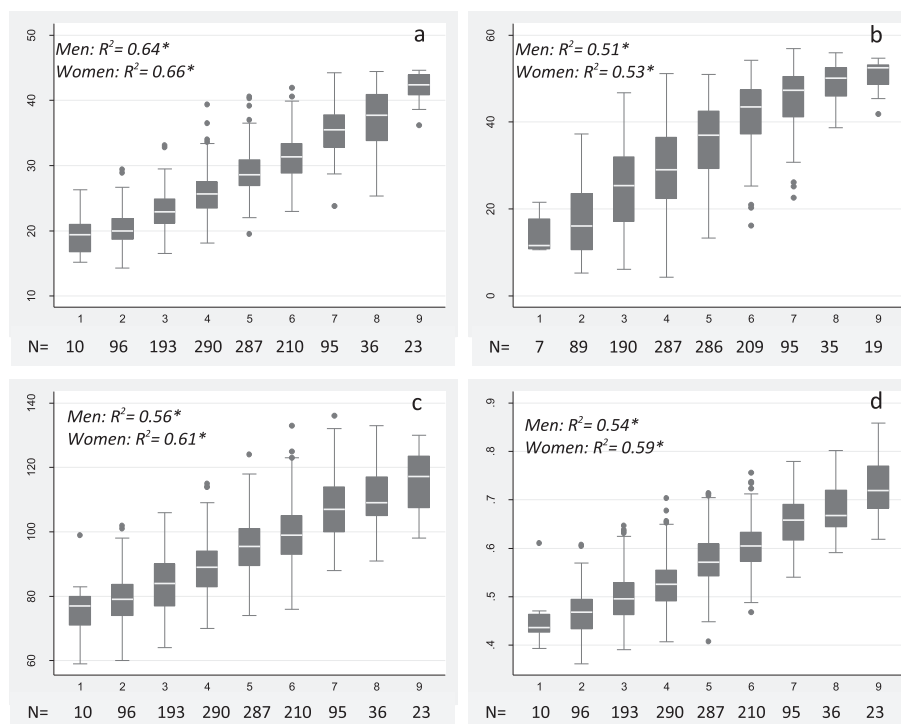 a
Men: R²= 0.64*
Women: R²= 0.66*
50
40
30
20
10
1 2 3 4 5 6 7 8 9
N= 10 96 193 290 287 210 95 36 23
b
Men: R²= 0.51*
Women: R²= 0.53*
60
40
20
0
1 2 3 4 5 6 7 8 9
N= 7 89 190 287 286 209 95 35 19
c
Men: R²= 0.56*
Women: R²= 0.61*
140
120
100
80
60
1 2 3 4 5 6 7 8 9
N= 10 96 193 290 287 210 95 36 23
d
Men: R²= 0.54*
Women: R²= 0.59*
.9
.8
.7
.6
.5
.4
1 2 3 4 5 6 7 8 9
N= 10 96 193 290 287 210 95 36 23